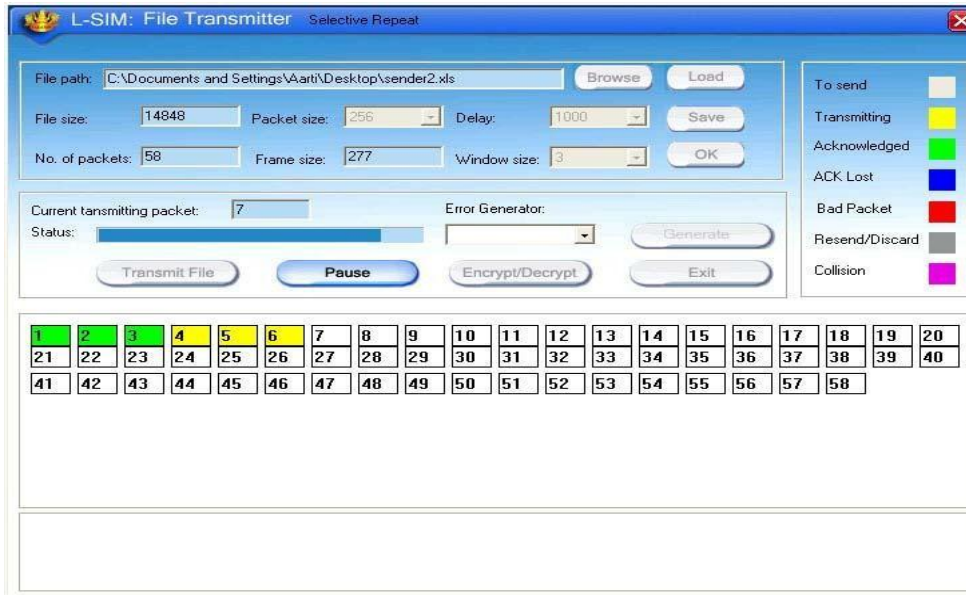 L-SIM: File Transmitter Selective Repeat
File path: C:\Documents and Settings\Aarti\Desktop\sender2.xls Browse Load
File size: 14848 Packet size: 256 Delay: 1000 Save
No. of packets: 58 Frame size: 277 Window size: 3 OK
To send
Transmitting
Acknowledged
ACK Lost
Bad Packet
Resend/Discard
Collision
Current tansmitting packet: 7 Error Generator:
Status: Generate
Transmit File Pause Encrypt/Decrypt Exit
1 2 3 4 5 6 7 8 9 10 11 12 13 14 15 16 17 18 19 20
21 22 23 24 25 26 27 28 29 30 31 32 33 34 35 36 37 38 39 40
41 42 43 44 45 46 47 48 49 50 51 52 53 54 55 56 57 58